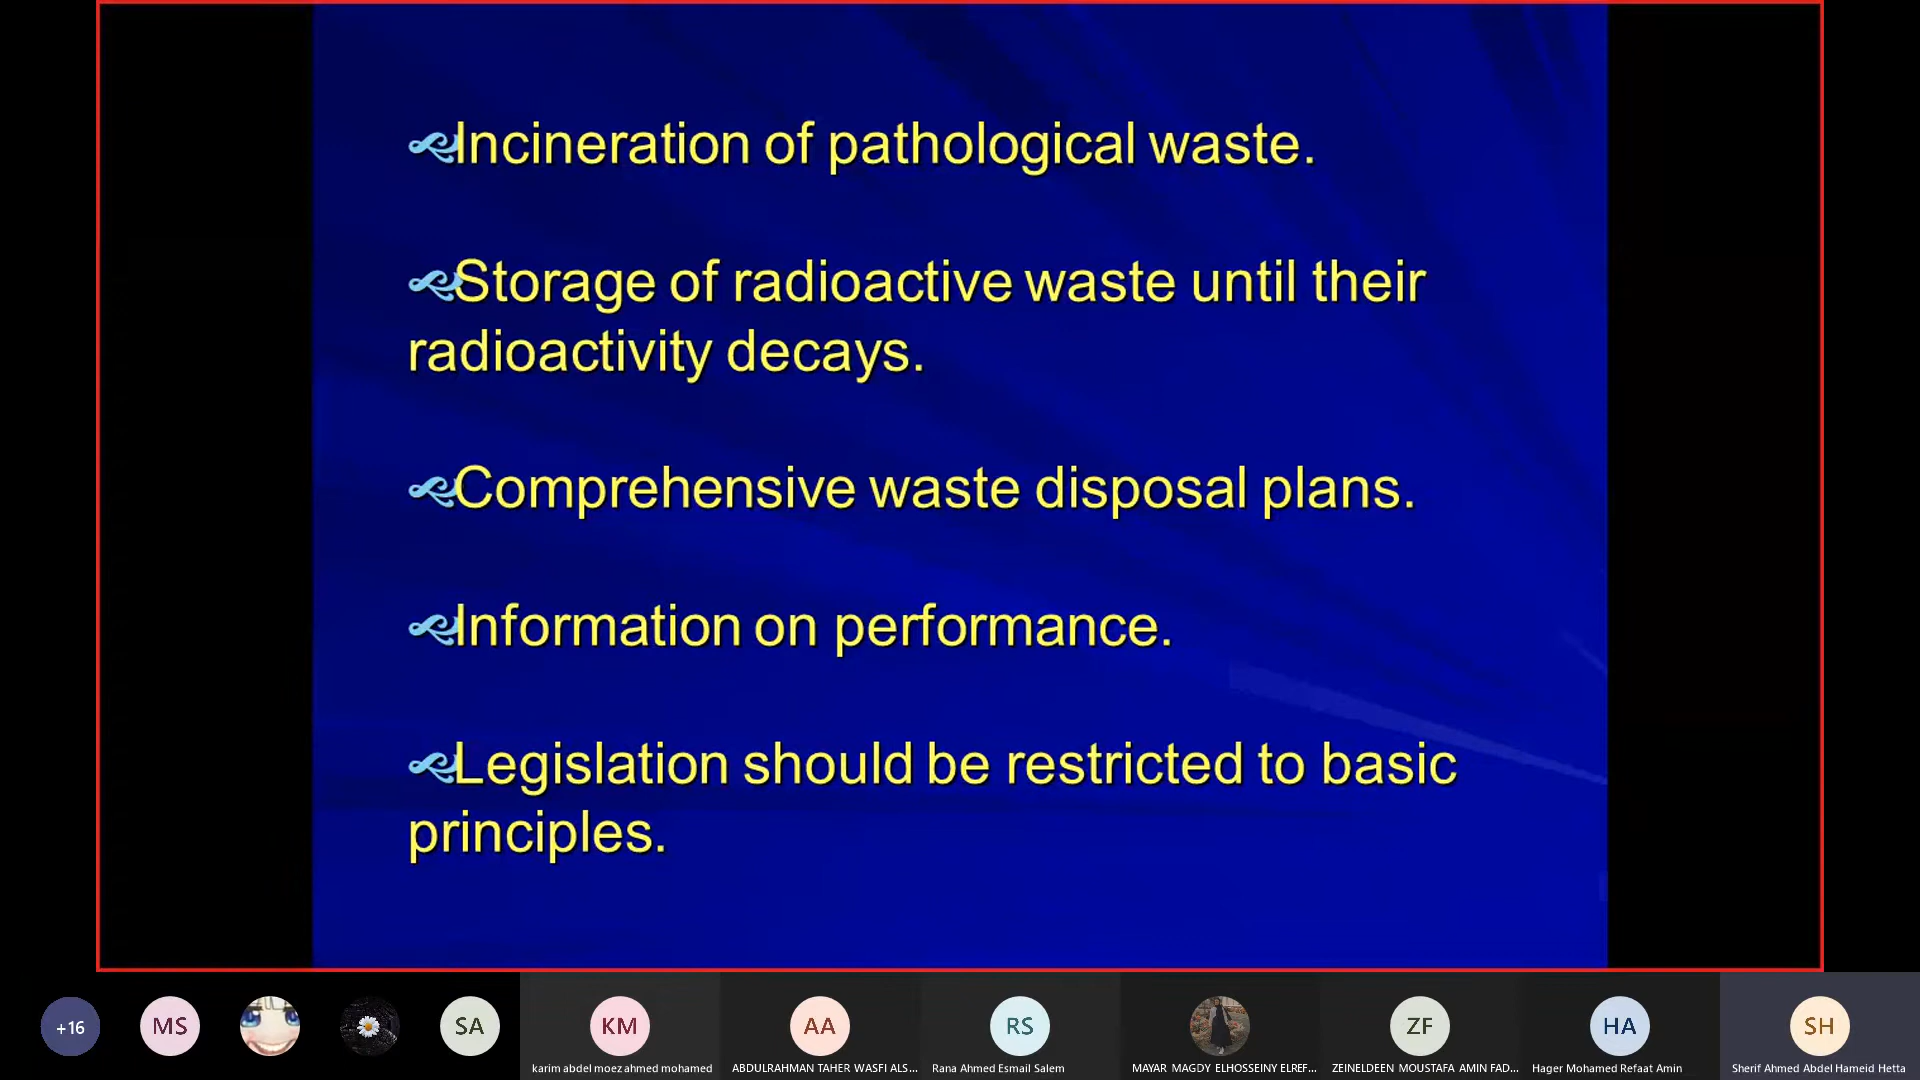 Incineration of pathological waste.
Storage of radioactive waste until their
radioactivity decays.
Comprehensive waste disposal plans.
Information on performance.
Legislation should be restricted to basic
principles.
+16
MS
SA
KM
AA
RS
ZF
HA
SH
karim abdel moez ahmed mohamed
ABDULRAHMAN TAHER WASFI ALS...
Rana Ahmed Esmail Salem
MAYAR MAGDY ELHOSSEINY ELREF...
ZEINELDEEN MOUSTAFA AMIN FAD...
Hager Mohamed Refaat Amin
Sherif Ahmed Abdel Hameid Hetta